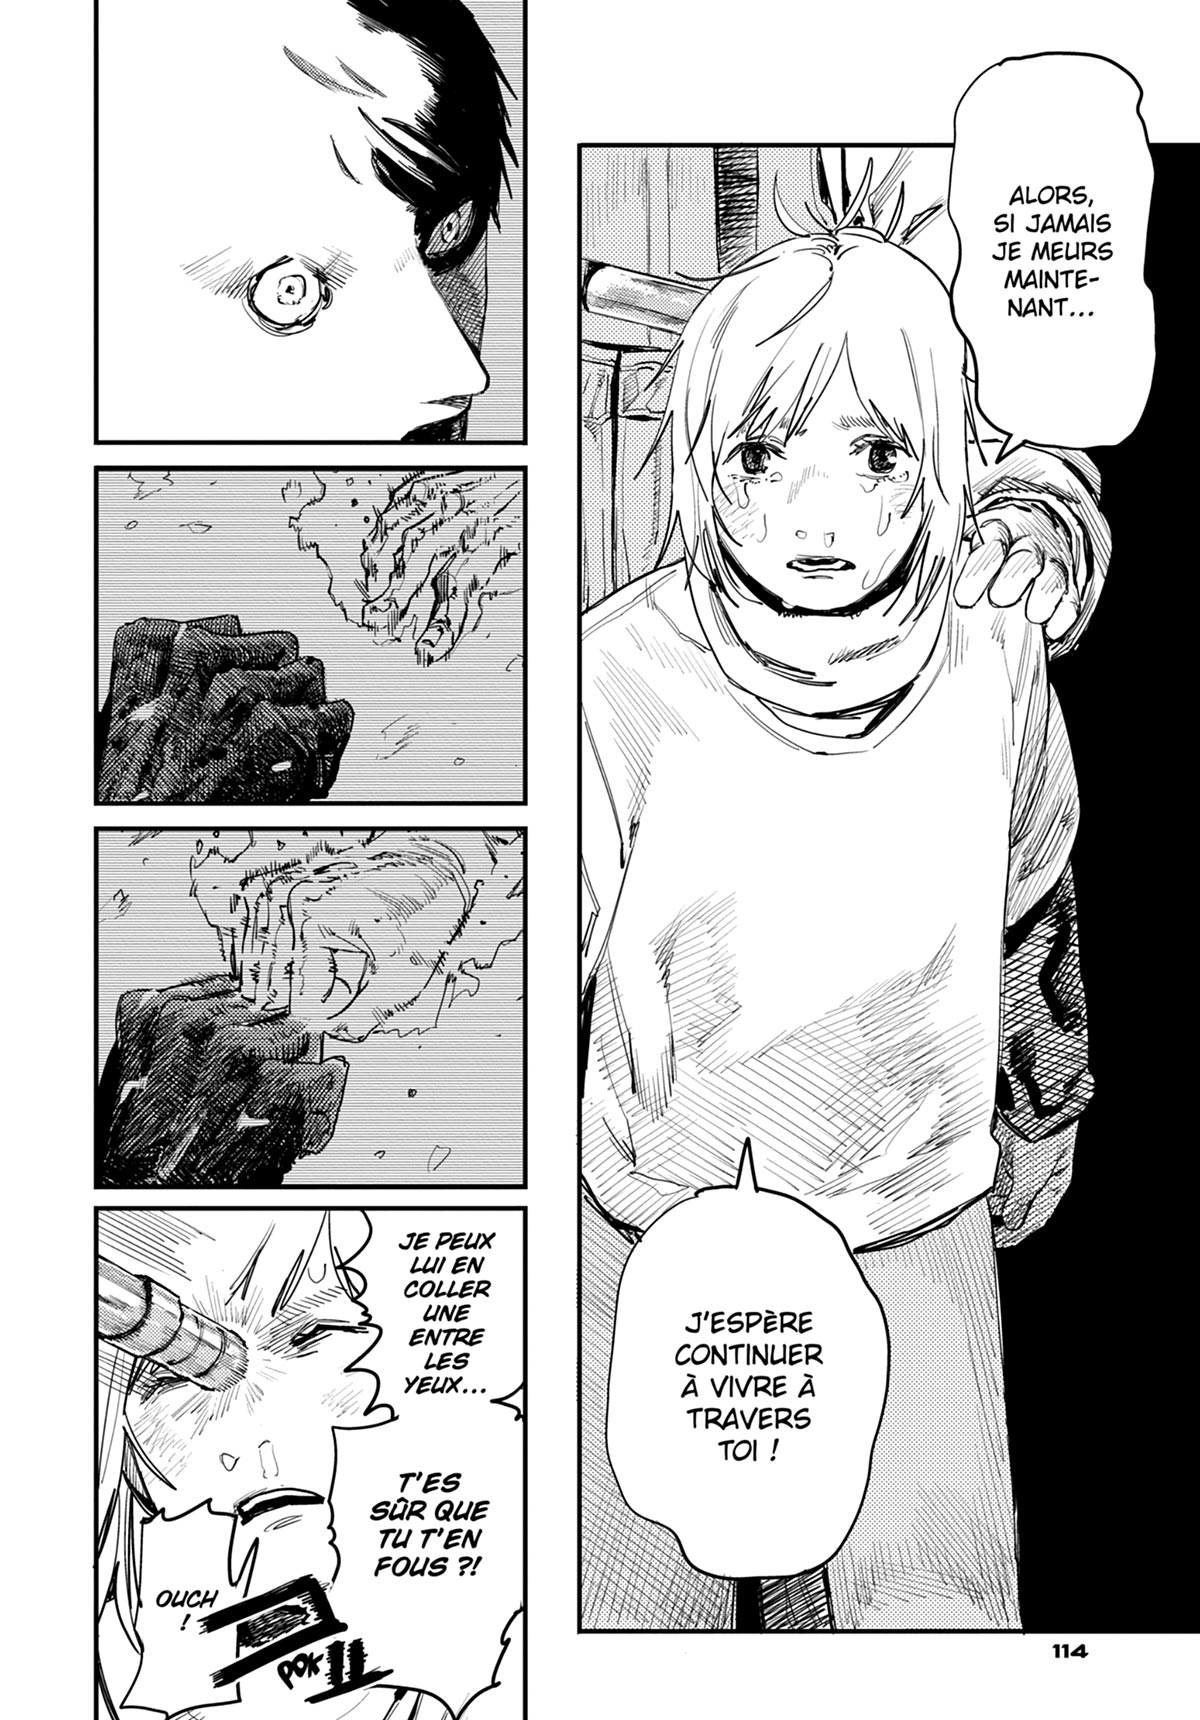 ALORS,
SI JAMAIS
JE MEURS
MAINTE-
NANT...
J'ESPÈRE
CONTINUER
À VIVRE À
TRAVERS
TOI !
JE PEUX
LUI EN
COLLER
UNE
ENTRE
LES
YEUX...
T'ES
SÛR QUE
TU T'EN
FOUS ?!
OUCH
!
POK
114